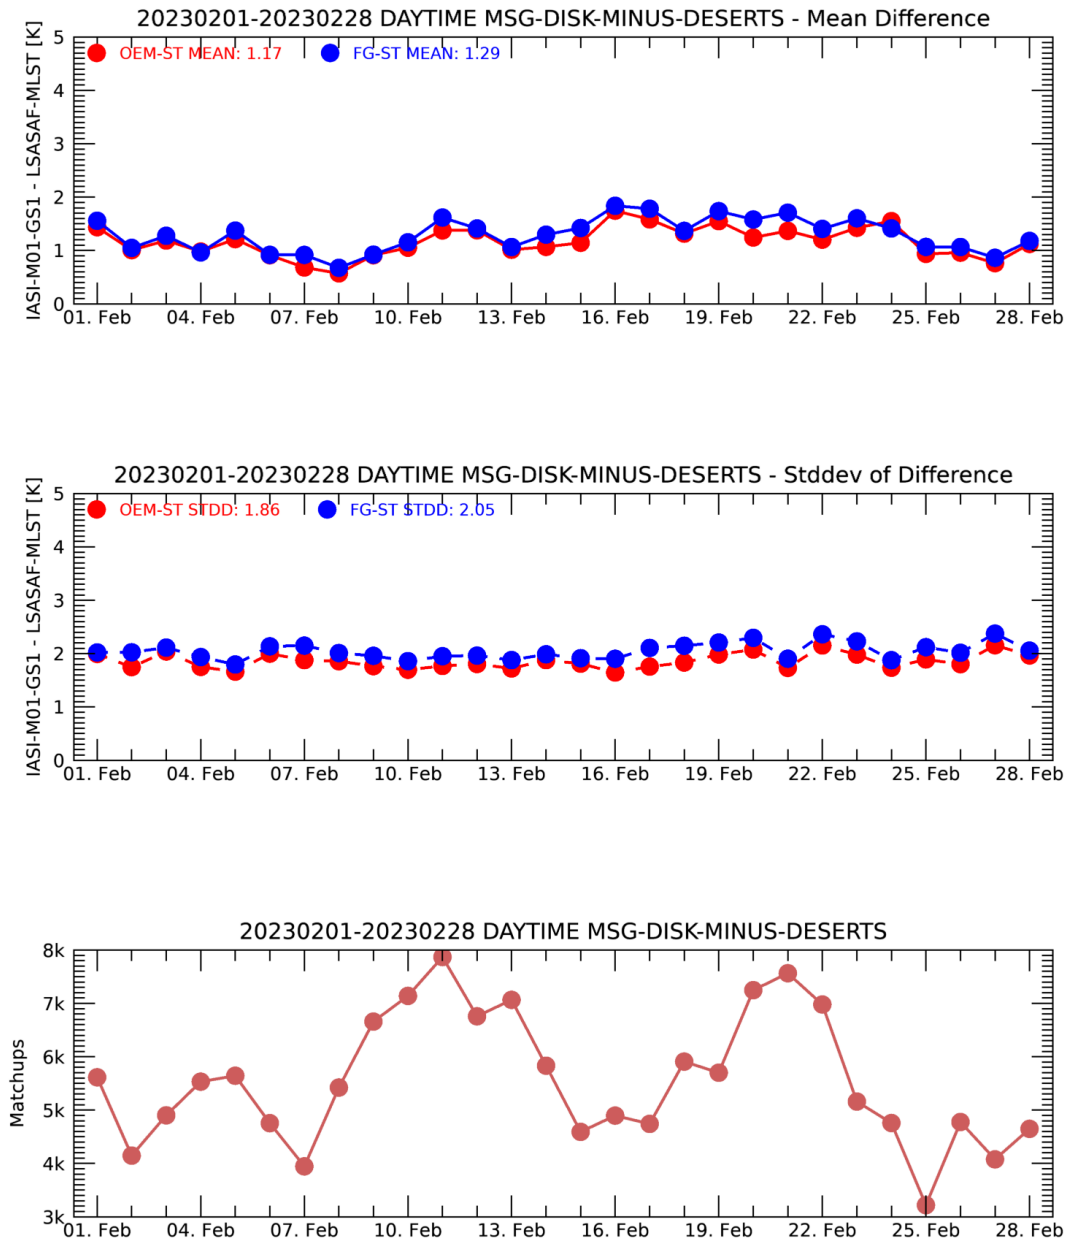 20230201-20230228 DAYTIME MSG-DISK-MINUS-DESERTS - Mean Difference
IASI-M01-GS1 - LSASAF-MLST [K]
OEM-ST MEAN: 1.17
FG-ST MEAN: 1.29
5
4
3
2
1
0
01. Feb 04. Feb 07. Feb 10. Feb 13. Feb 16. Feb 19. Feb 22. Feb 25. Feb 28. Feb
20230201-20230228 DAYTIME MSG-DISK-MINUS-DESERTS - Stddev of Difference
IASI-M01-GS1 - LSASAF-MLST [K]
OEM-ST STDD: 1.86
FG-ST STDD: 2.05
5
4
3
2
1
0
01. Feb 04. Feb 07. Feb 10. Feb 13. Feb 16. Feb 19. Feb 22. Feb 25. Feb 28. Feb
20230201-20230228 DAYTIME MSG-DISK-MINUS-DESERTS
Matchups
8k
7k
6k
5k
4k
3k
01. Feb 04. Feb 07. Feb 10. Feb 13. Feb 16. Feb 19. Feb 22. Feb 25. Feb 28. Feb